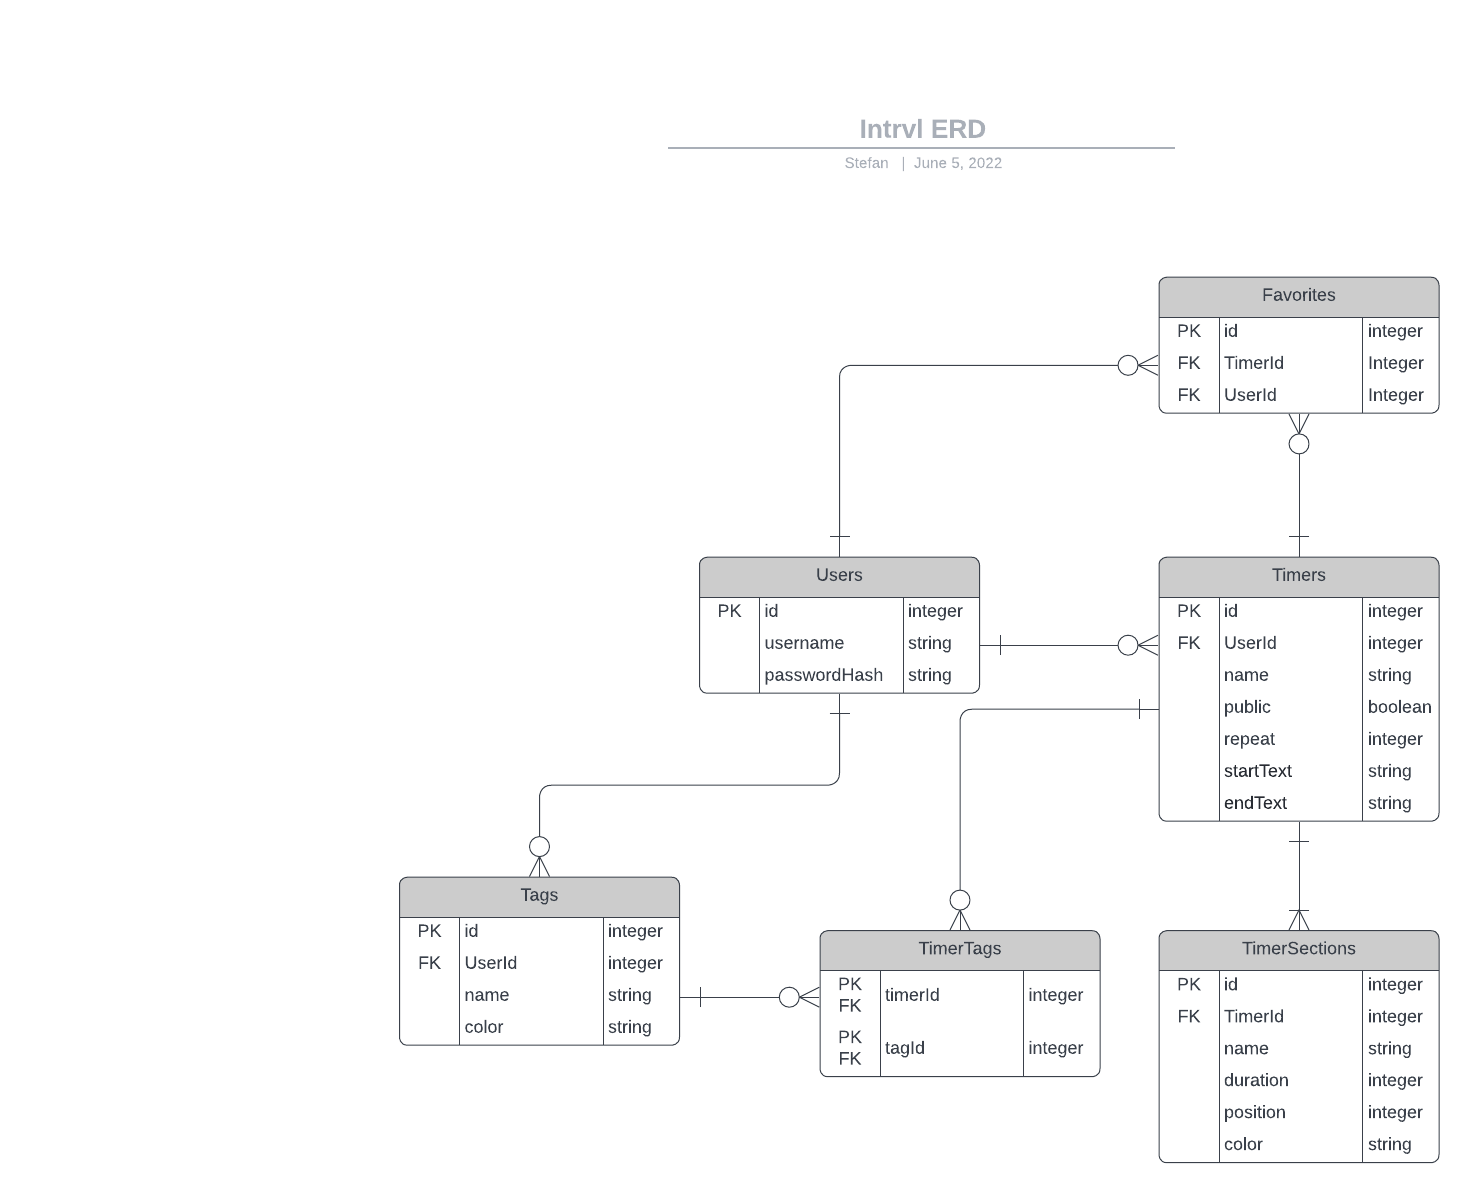 Intrvl ERD
Stefan | June 5, 2022
Favorites
PK id integer
FK TimerId Integer
FK UserId Integer
Users
PK id integer
username string
passwordHash string
Timers
PK id integer
FK UserId integer
name string
public boolean
repeat integer
startText string
endText string
Tags
PK id integer
FK UserId integer
name string
color string
TimerTags
PK
FK timerId integer
PK
FK tagId integer
TimerSections
PK id integer
FK TimerId integer
name string
duration integer
position integer
color string